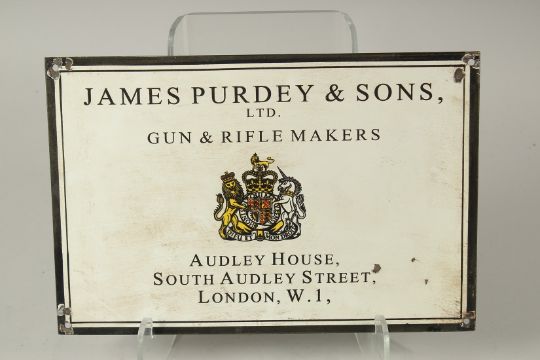 JAMES PURDEY & SONS,
LTD.
GUN & RIFLE MAKERS
AUDLEY HOUSE,
SOUTH AUDLEY STREET,
LONDON, W.1,